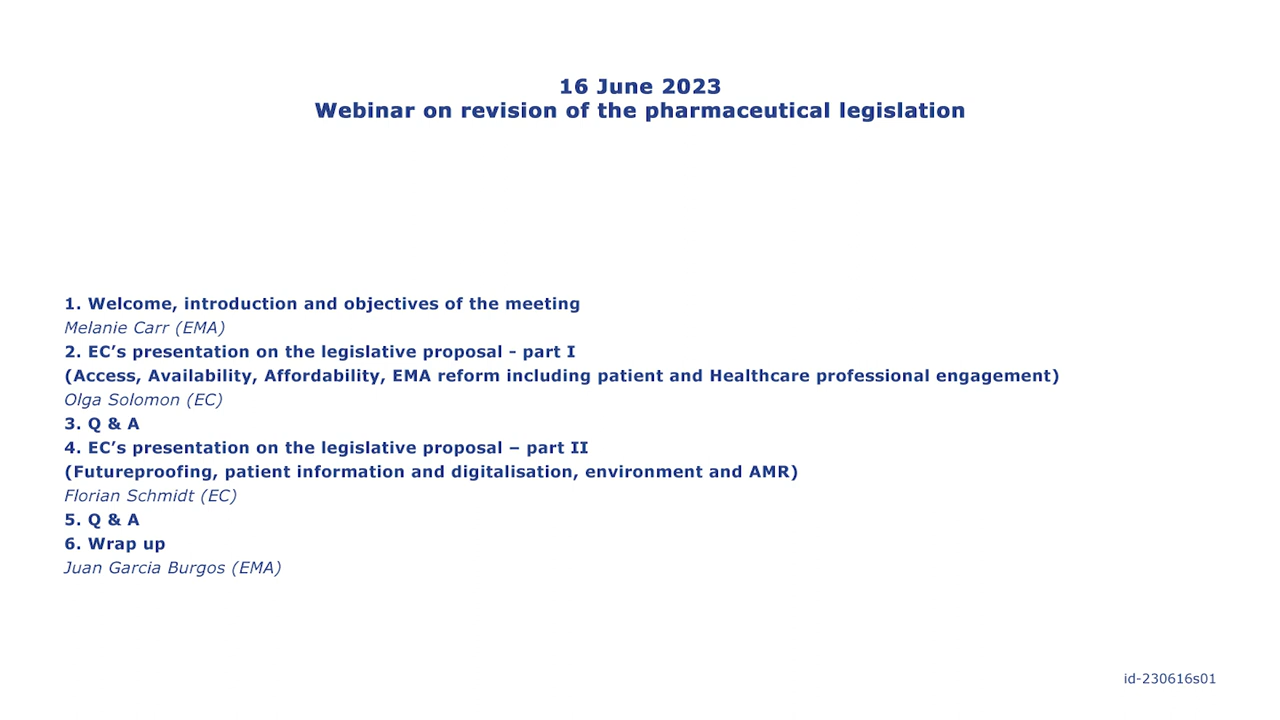 16 June 2023
Webinar on revision of the pharmaceutical legislation
1. Welcome, introduction and objectives of the meeting
Melanie Carr (EMA)
2. EC’s presentation on the legislative proposal - part I
(Access, Availability, Affordability, EMA reform including patient and Healthcare professional engagement)
Olga Solomon (EC)
3. Q & A
4. EC’s presentation on the legislative proposal – part II
(Futureproofing, patient information and digitalisation, environment and AMR)
Florian Schmidt (EC)
5. Q & A
6. Wrap up
Juan Garcia Burgos (EMA)
id-230616s01